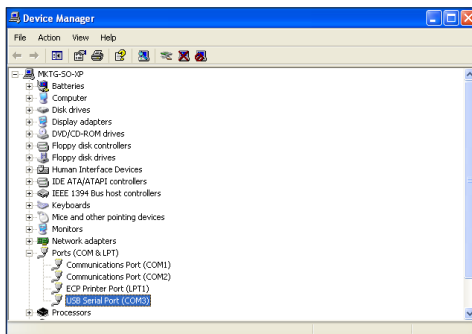 Device Manager
File Action View Help
MKTG-SO-XP
Batteries
Computer
Disk drives
Display adapters
DVD/CD-ROM drives
Floppy disk controllers
Floppy disk drives
Human Interface Devices
IDE ATA/ATAPI controllers
IEEE 1394 Bus host controllers
Keyboards
Mice and other pointing devices
Monitors
Network adapters
Ports (COM & LPT)
Communications Port (COM1)
Communications Port (COM2)
ECP Printer Port (LPT1)
USB Serial Port (COM3)
Processors